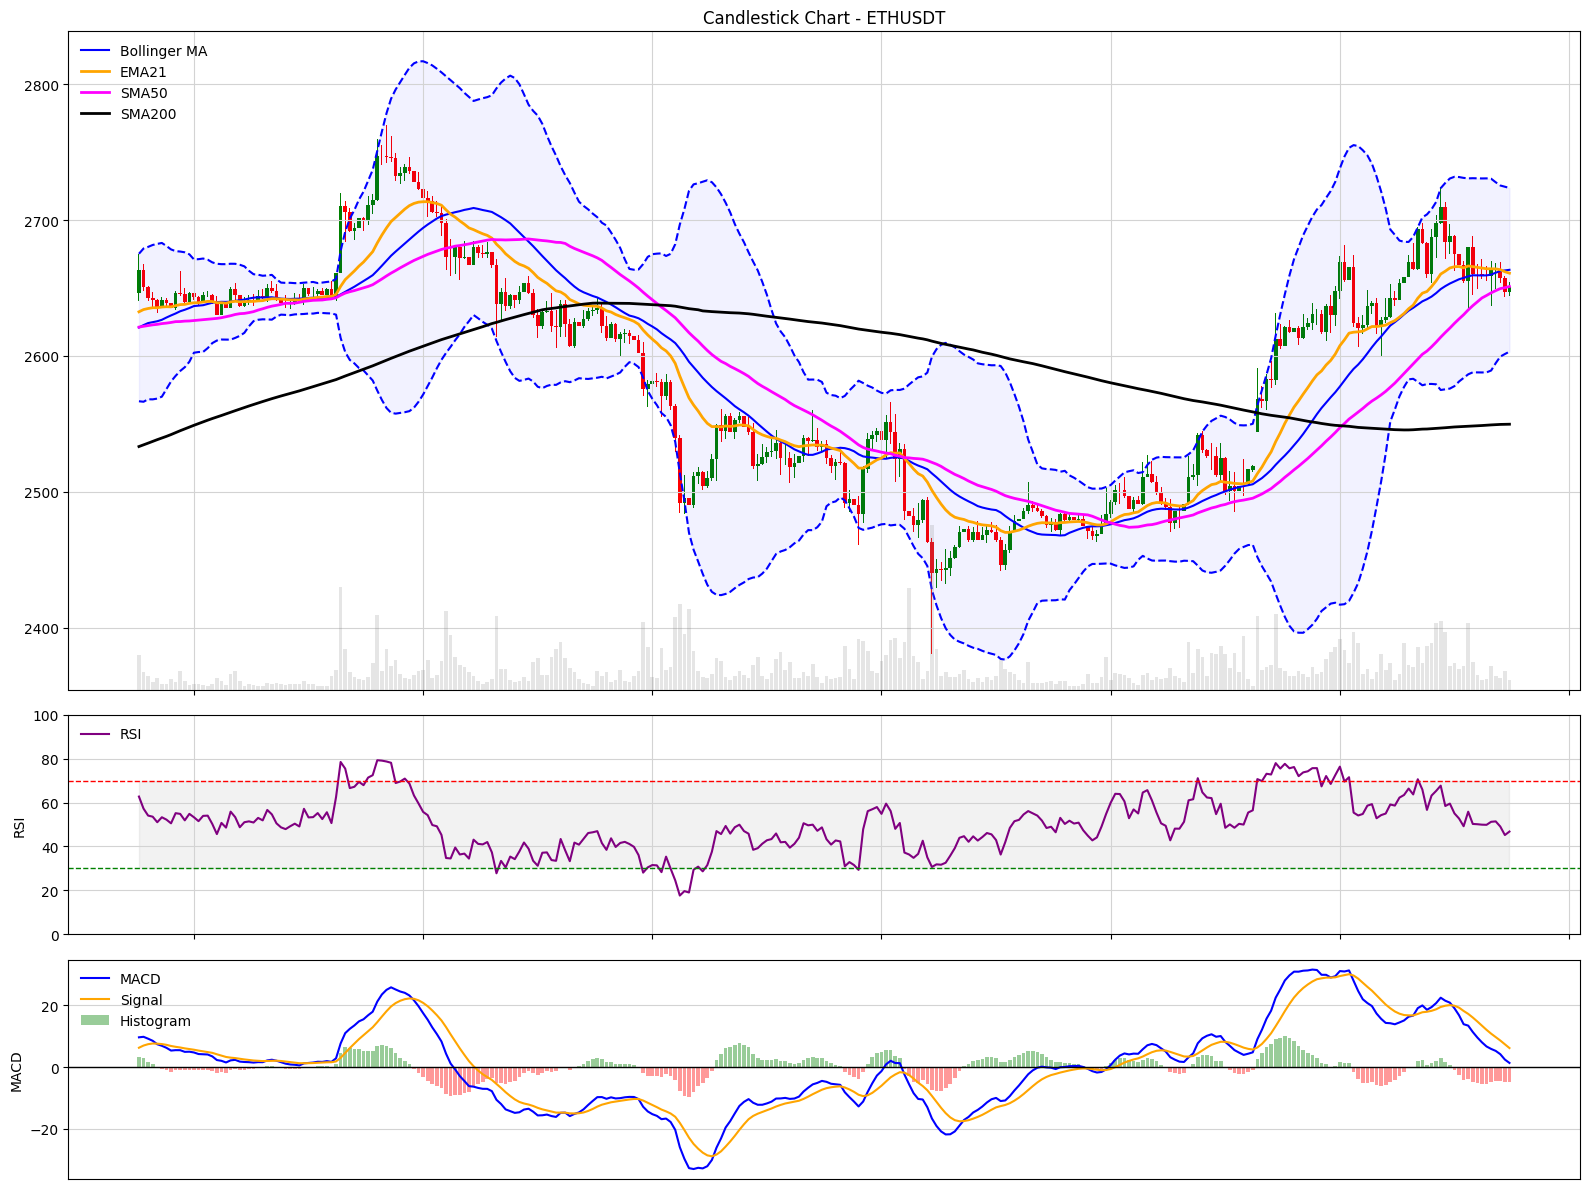 Candlestick Chart - ETHUSDT
Bollinger MA
EMA21
SMA50
SMA200
2800
2700
2600
2500
2400
RSI
100
80
60
40
20
0
RSI
MACD
Signal
Histogram
20
0
−20
MACD